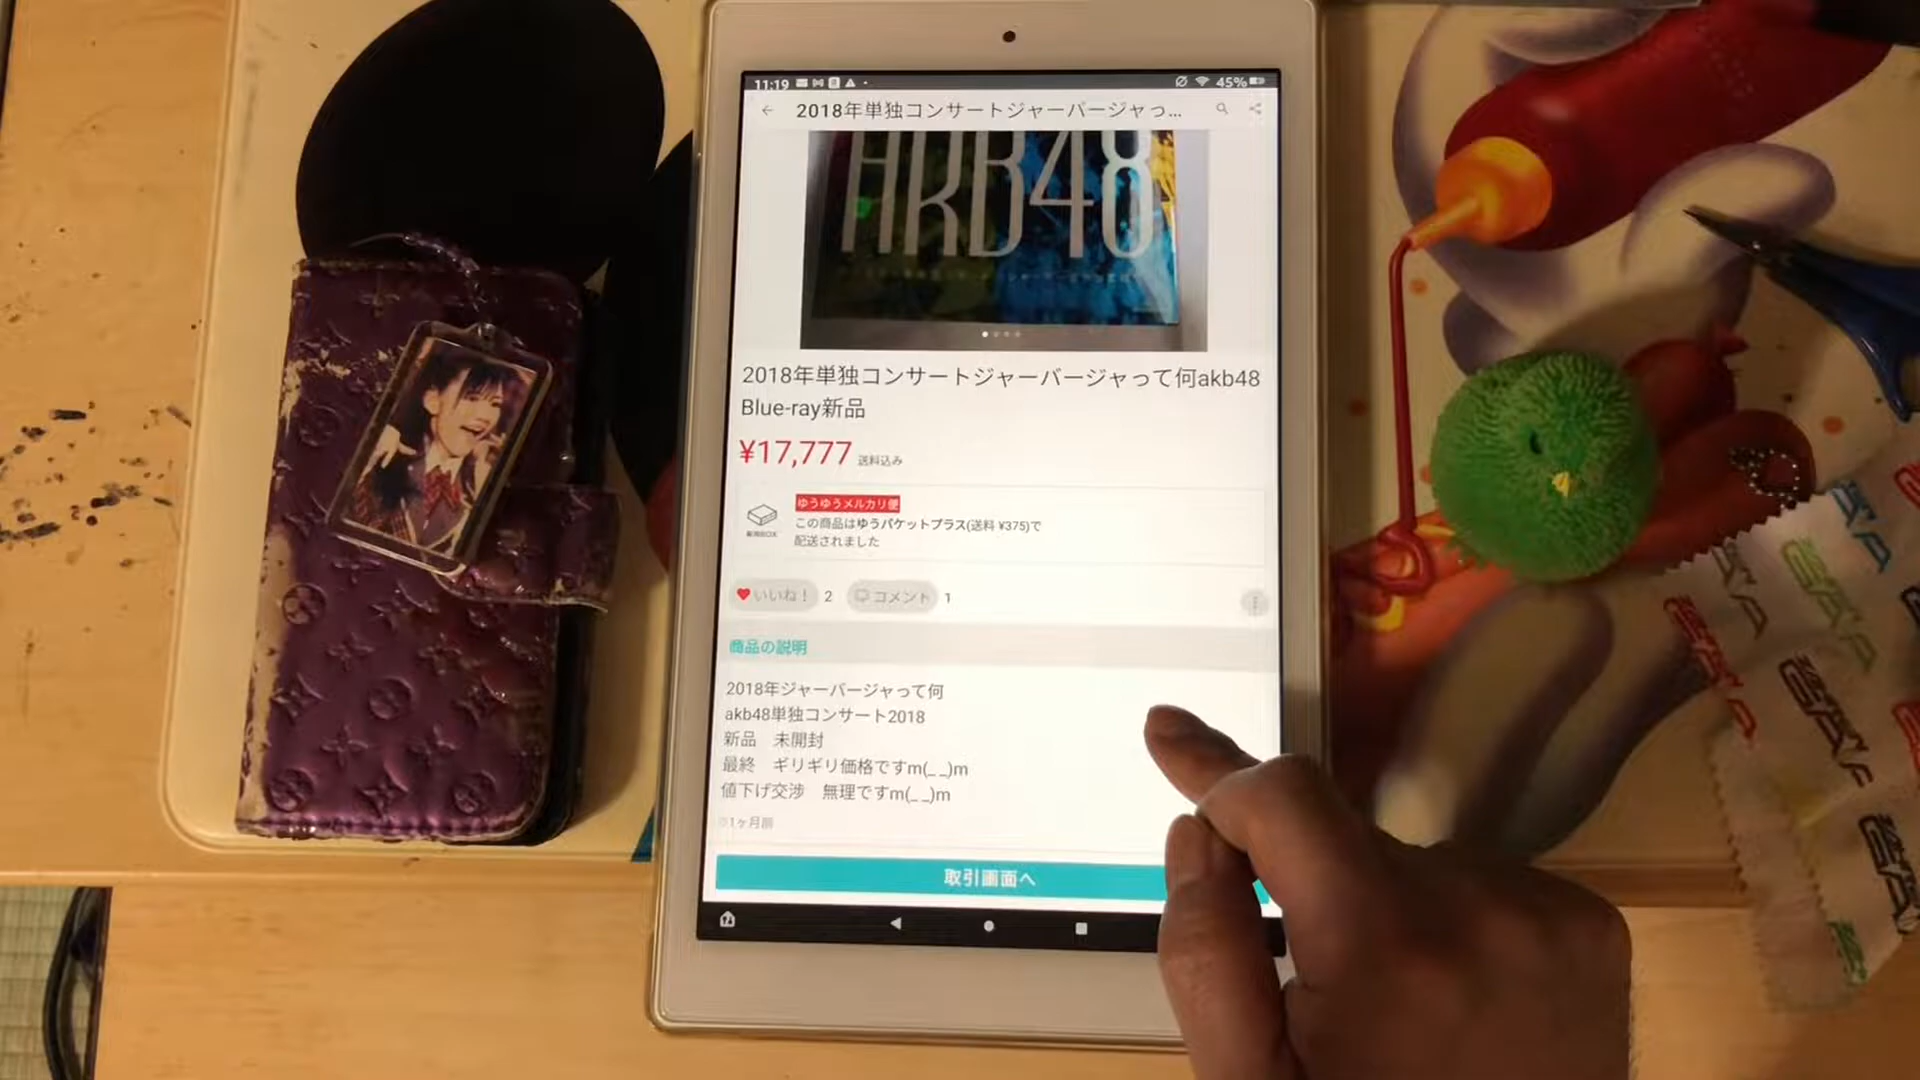 11:19
45%
2018年単独コンサートジャーバージャっ...
AKB48
2018年単独コンサートジャーバージャって何akb48
Blue-ray新品
¥17,777 送料込み
ゆうゆうメルカリ便
この商品はゆうパケットプラス(送料 ¥375)で
配送されました
いいね! 2 コメント 1
商品の説明
2018年ジャーバージャって何
akb48単独コンサート2018
新品 未開封
最終 ギリギリ価格ですm(_ _)m
値下げ交渉 無理ですm(_ _)m
1ヶ月前
取引画面へ